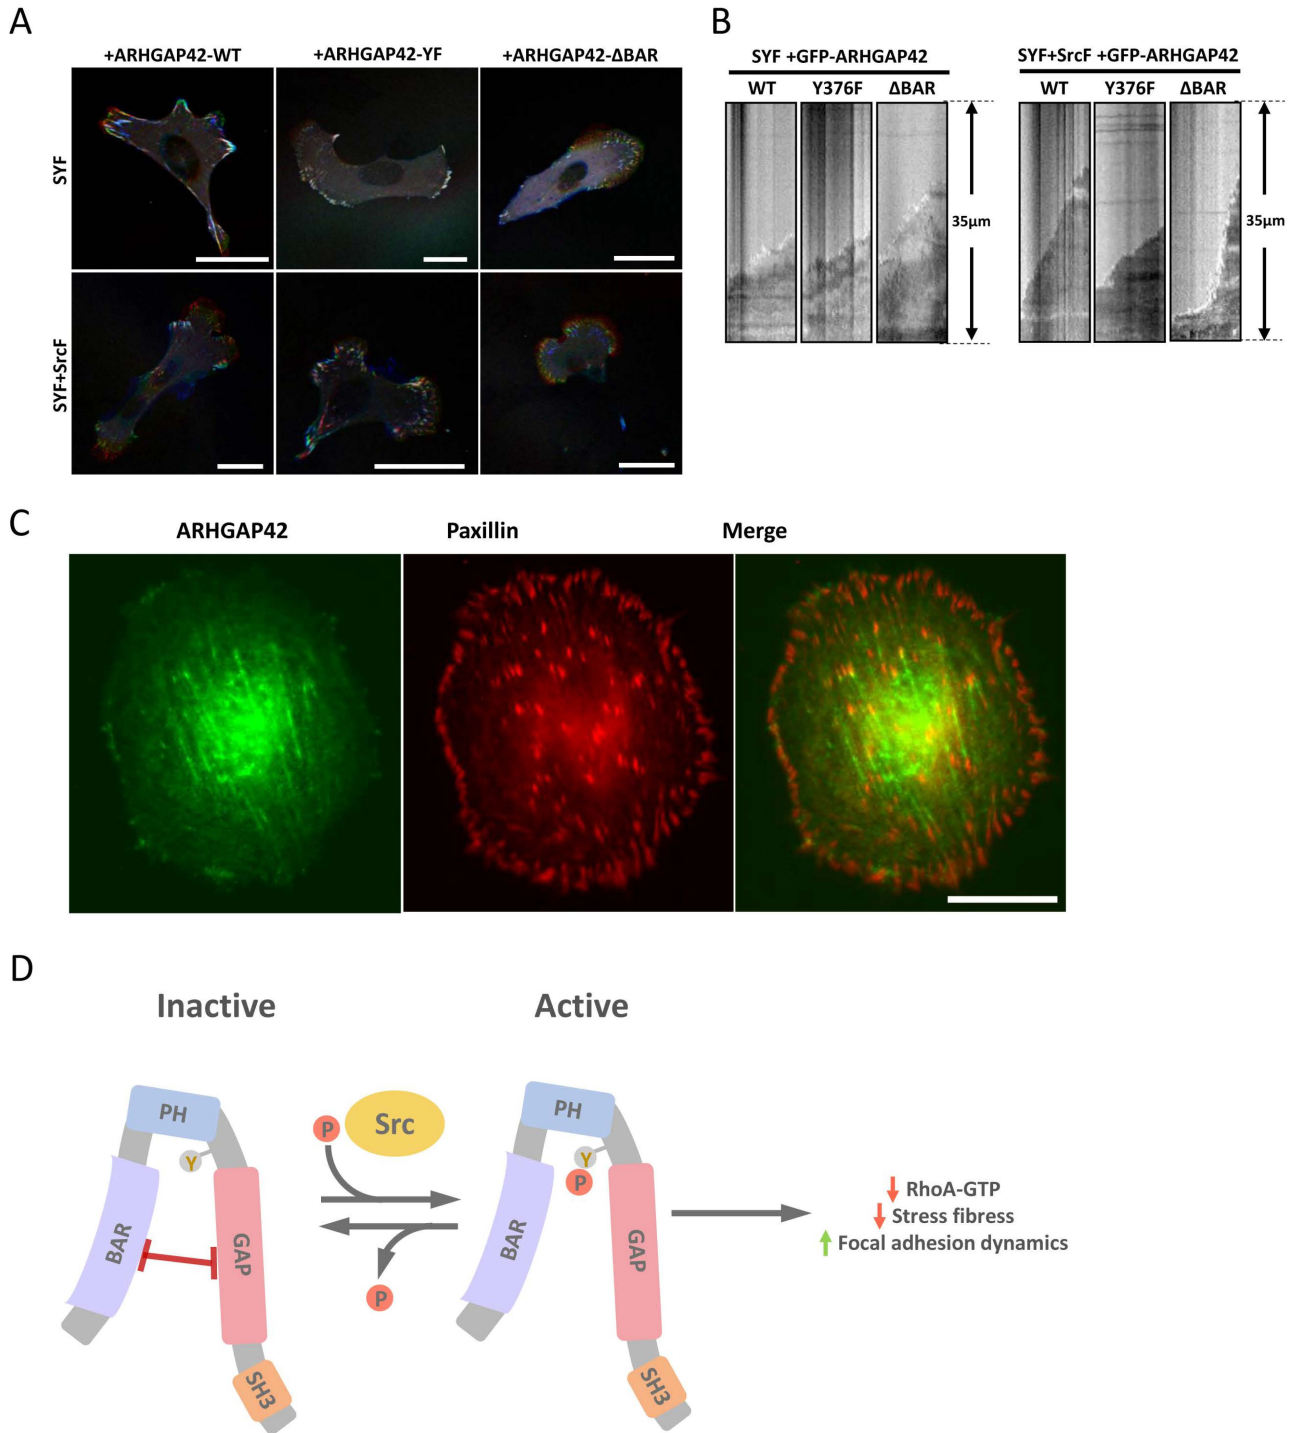 A
+ARHGAP42-WT
+ARHGAP42-YF
+ARHGAP42-ΔBAR
SYF
SYF+SrcF
B
SYF +GFP-ARHGAP42
WT
Y376F
ΔBAR
35µm
SYF+SrcF +GFP-ARHGAP42
WT
Y376F
ΔBAR
35µm
C
ARHGAP42
Paxillin
Merge
D
Inactive
Active
PH
Y
BAR
GAP
SH3
P
Src
P
PH
Y
P
BAR
GAP
SH3
RhoA-GTP
Stress fibress
Focal adhesion dynamics